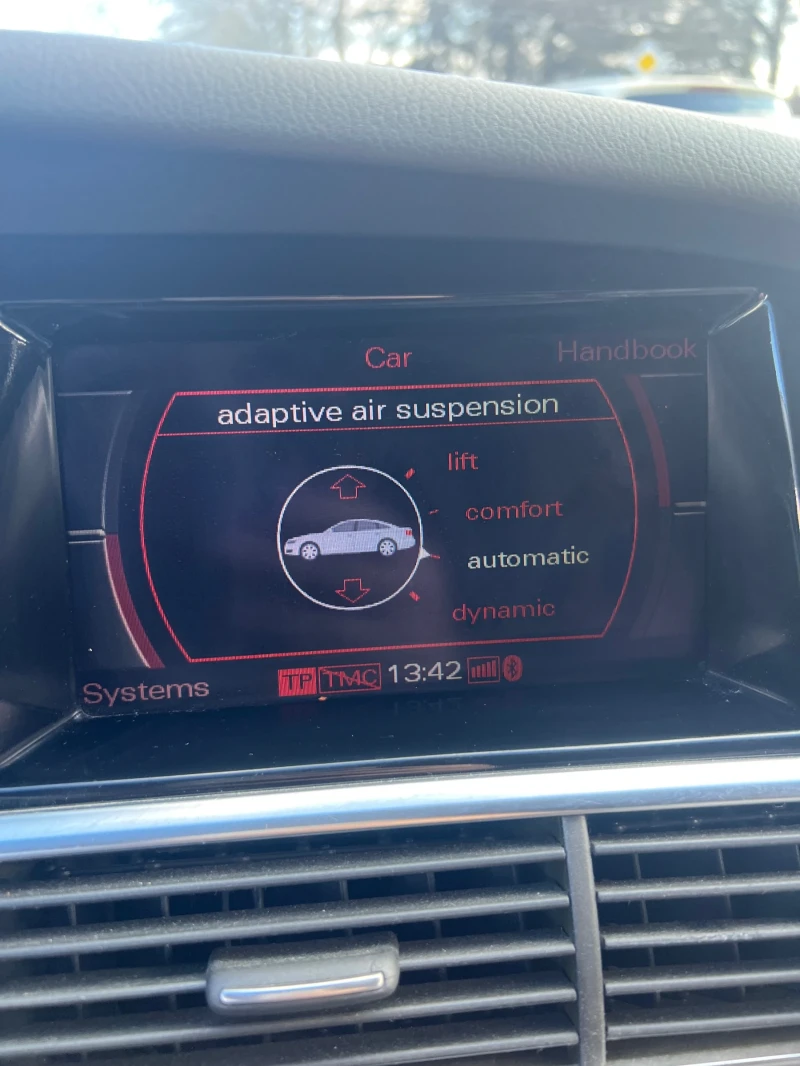 Car
Handbook
adaptive air suspension
lift
comfort
automatic
dynamic
Systems
TP TMC 13:42